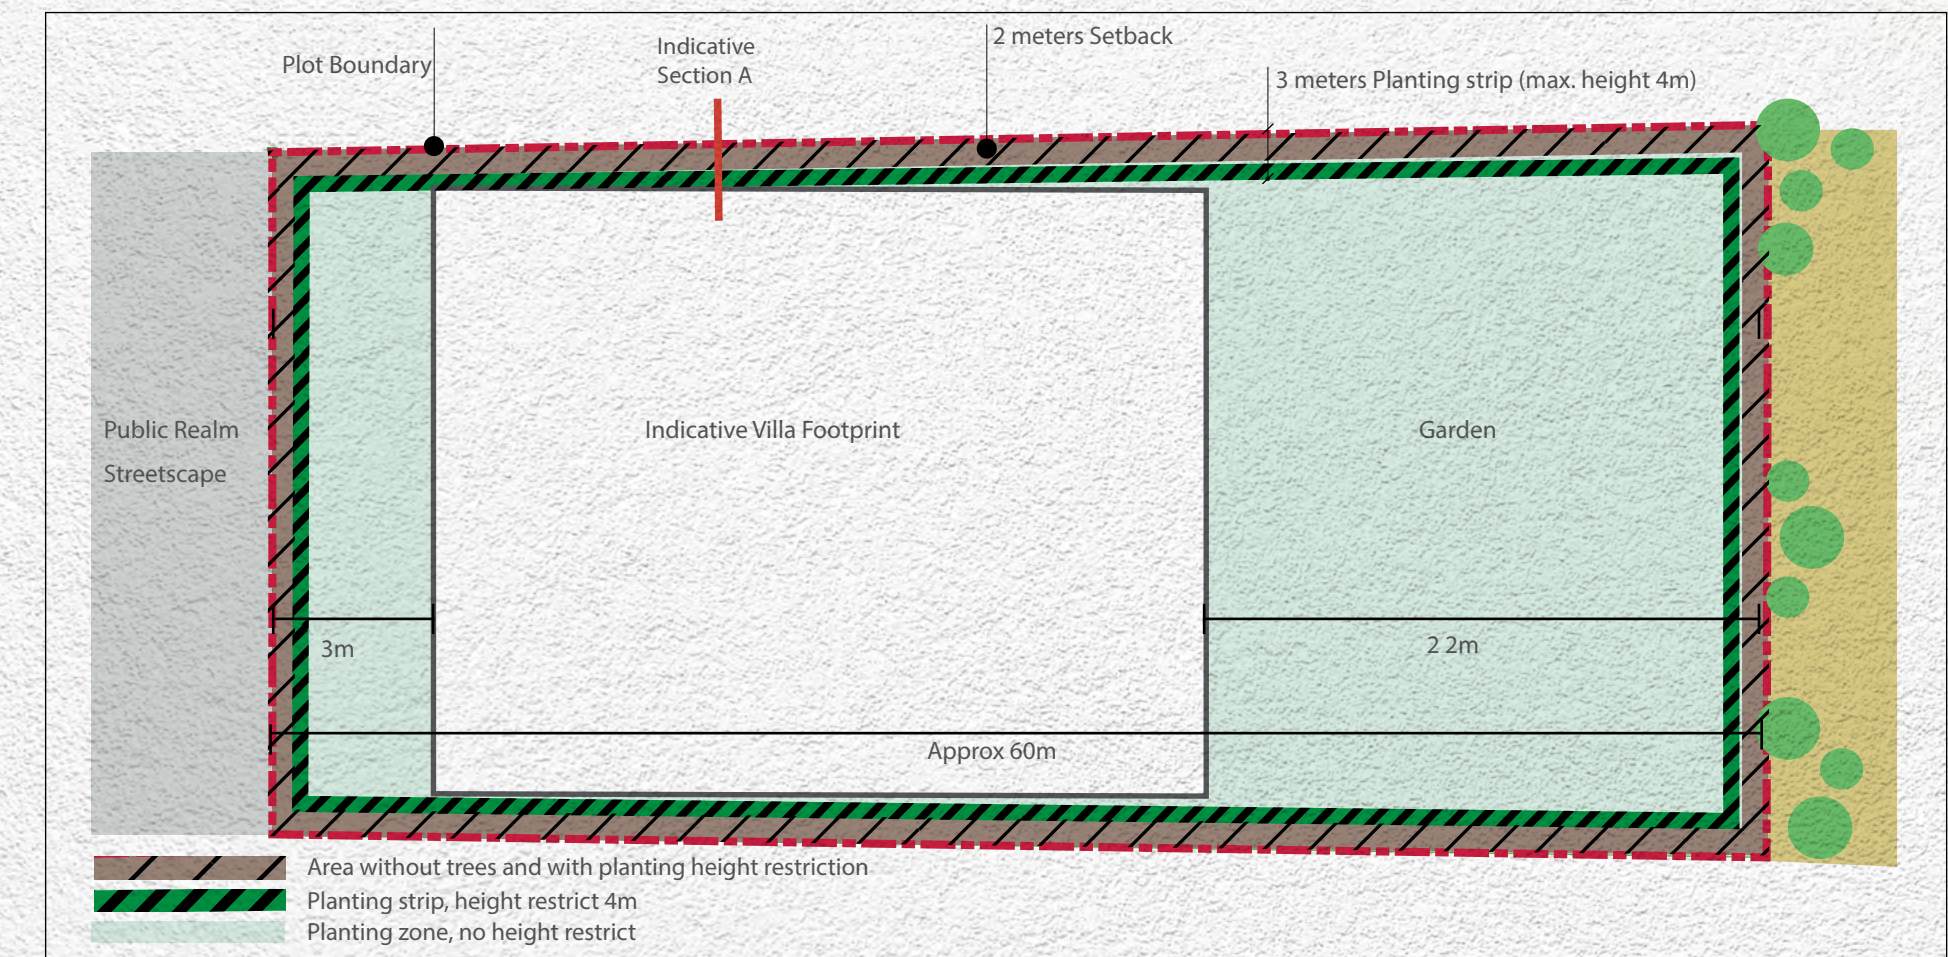 Plot Boundary
Indicative
Section A
2 meters Setback
3 meters Planting strip (max. height 4m)
Public Realm
Streetscape
Indicative Villa Footprint
Garden
3m
2 2m
Approx 60m
Area without trees and with planting height restriction
Planting strip, height restrict 4m
Planting zone, no height restrict